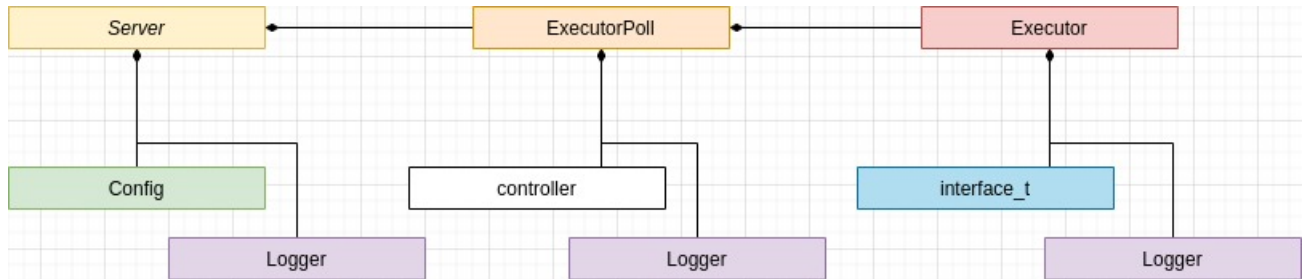 Server
ExecutorPoll
Executor
Config
controller
interface_t
Logger
Logger
Logger